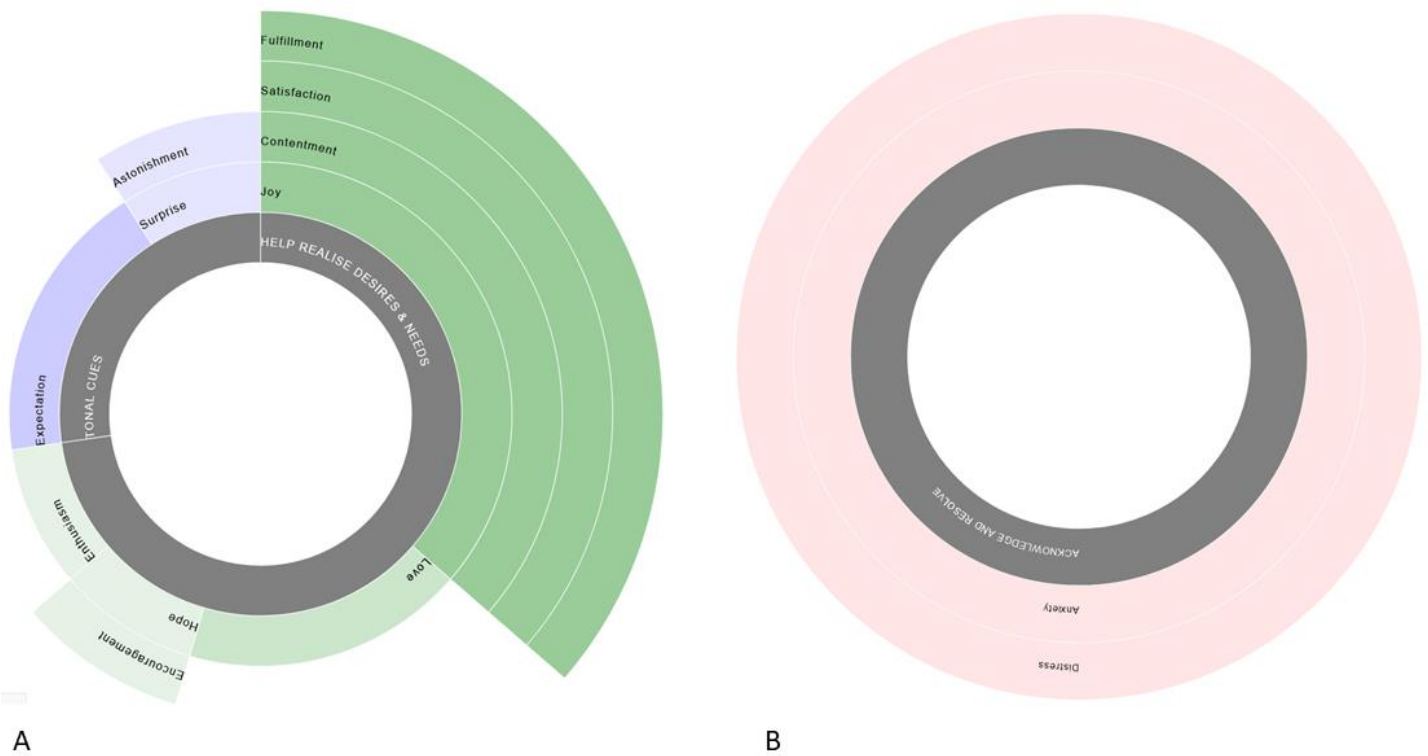 Fulfillment
Satisfaction
Contentment
Joy
HELP REALISE DESIRES & NEEDS
Love
Hope
Encouragement
Enthusiasm
TONAL CUES
Expectation
Surprise
Astonishment
A
ACKNOWLEDGE AND RESOLVE
Anxiety
Distress
B